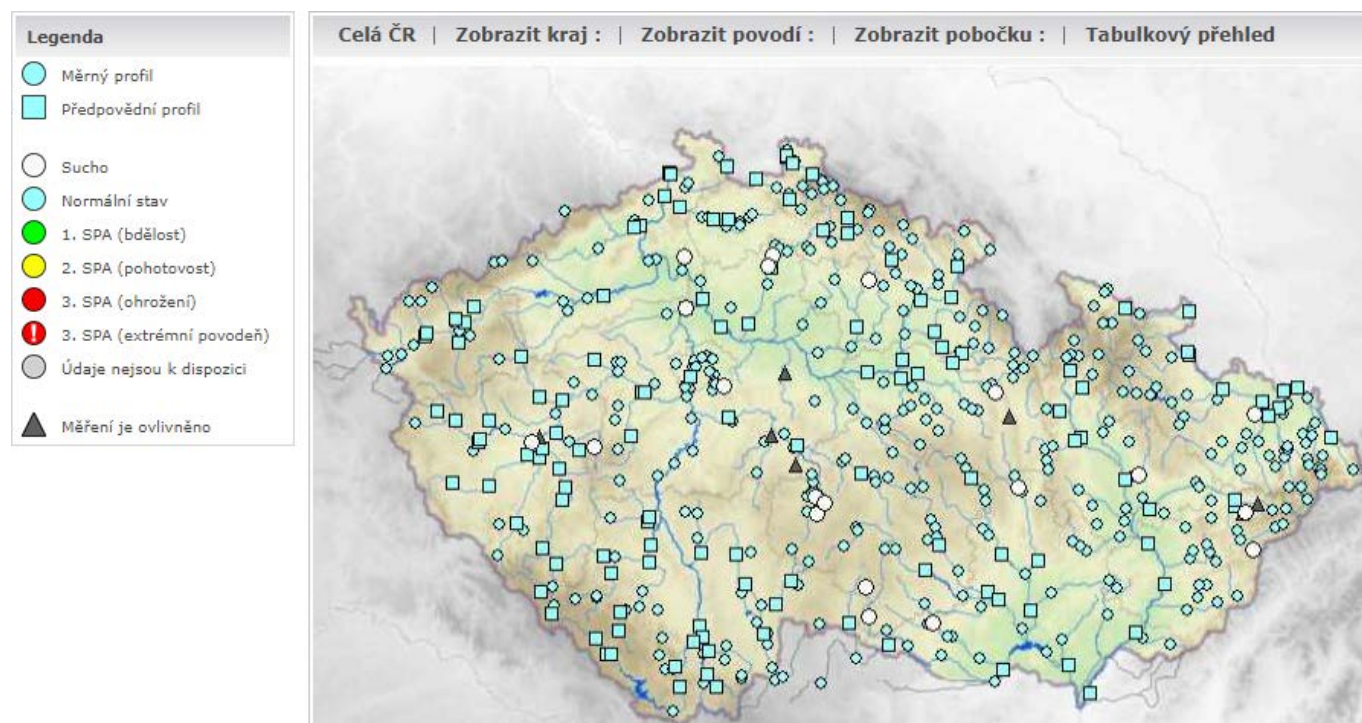 Legenda
Měrný profil
Předpovědní profil
Sucho
Normální stav
1. SPA (bdělost)
2. SPA (pohotovost)
3. SPA (ohrožení)
3. SPA (extrémní povodeň)
Údaje nejsou k dispozici
Měření je ovlivněno
Celá ČR | Zobrazit kraj : | Zobrazit povodí : | Zobrazit pobočku : | Tabulkový přehled